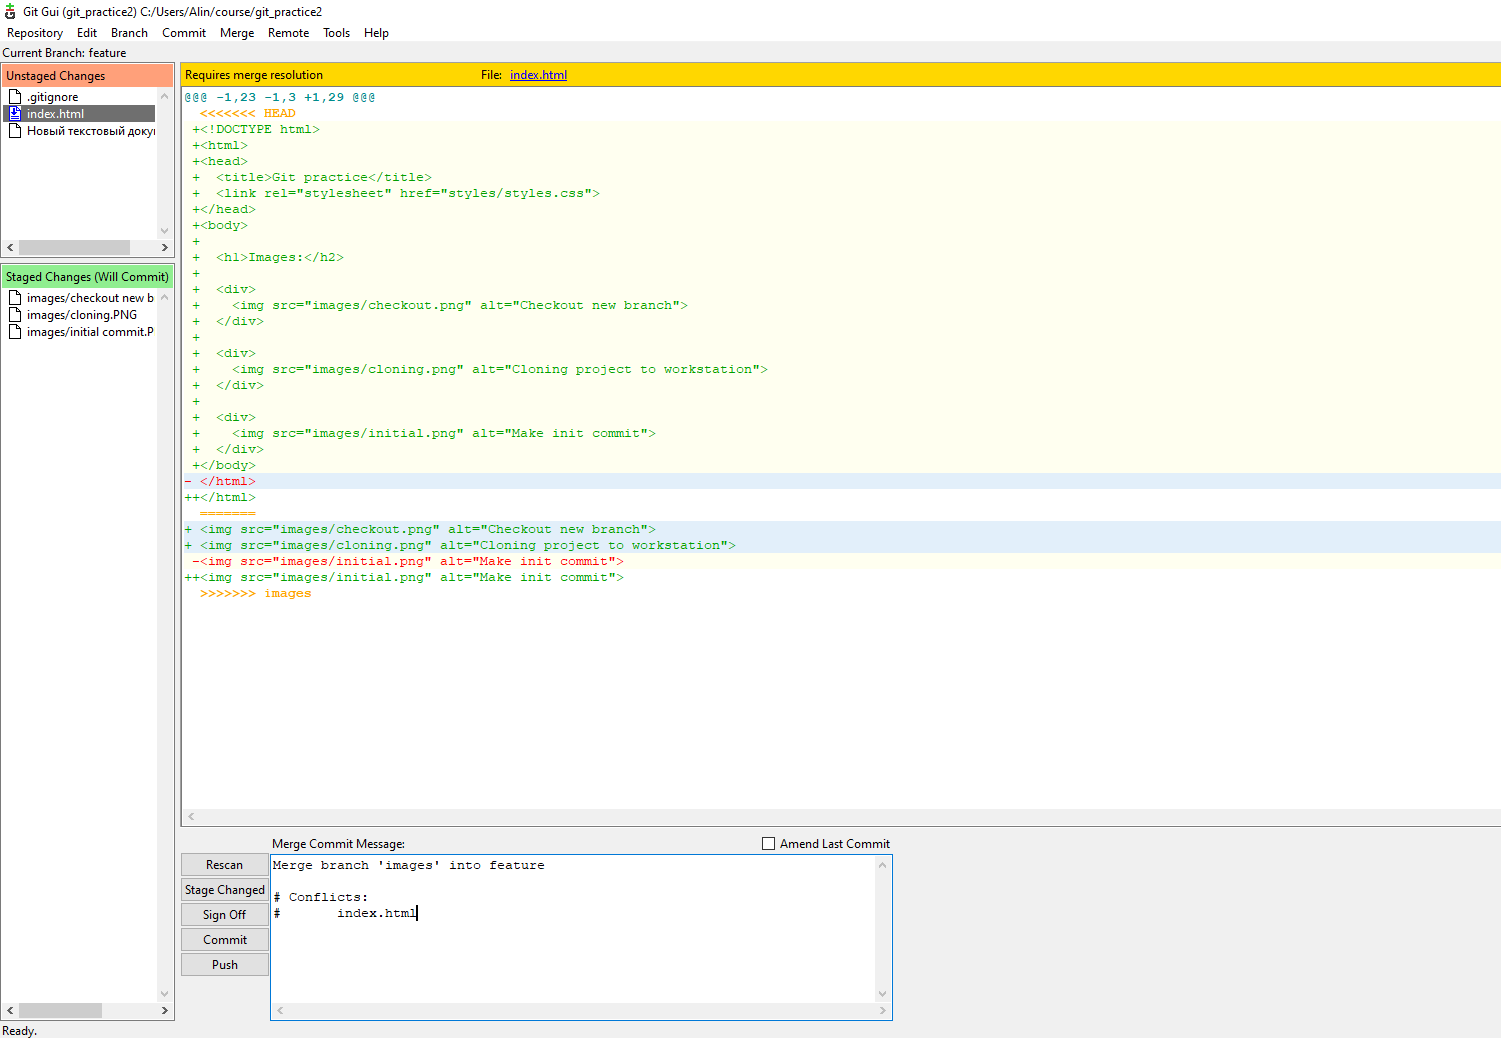 Git Gui (git_practice2) C:/Users/Alin/course/git_practice2
Repository Edit Branch Commit Merge Remote Tools Help
Current Branch: feature
Unstaged Changes
.gitignore
index.html
Новый текстовый доку
Staged Changes (Will Commit)
images/checkout new b
images/cloning.PNG
images/initial commit.P
Requires merge resolution File: index.html
@@@ -1,23 -1,3 +1,29 @@@
  <<<<<<< HEAD
 +<!DOCTYPE html>
 +<html>
 +<head>
 +  <title>Git practice</title>
 +  <link rel="stylesheet" href="styles/styles.css">
 +</head>
 +<body>
 +
 +  <h1>Images:</h2>
 +
 +  <div>
 +    <img src="images/checkout.png" alt="Checkout new branch">
 +  </div>
 +
 +  <div>
 +    <img src="images/cloning.png" alt="Cloning project to workstation">
 +  </div>
 +
 +  <div>
 +    <img src="images/initial.png" alt="Make init commit">
 +  </div>
 +</body>
- </html>
++</html>
  =======
+ <img src="images/checkout.png" alt="Checkout new branch">
+ <img src="images/cloning.png" alt="Cloning project to workstation">
 -<img src="images/initial.png" alt="Make init commit">
++<img src="images/initial.png" alt="Make init commit">
  >>>>>>> images
Merge Commit Message: Amend Last Commit
Rescan
Stage Changed
Sign Off
Commit
Push
Merge branch 'images' into feature
# Conflicts:
#       index.html
Ready.